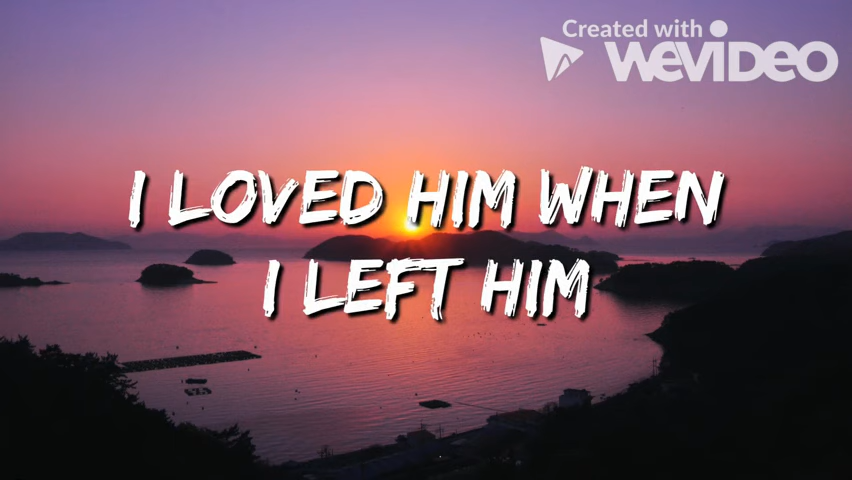 Created with
WEVIDEO
I LOVED HIM WHEN
I LEFT HIM